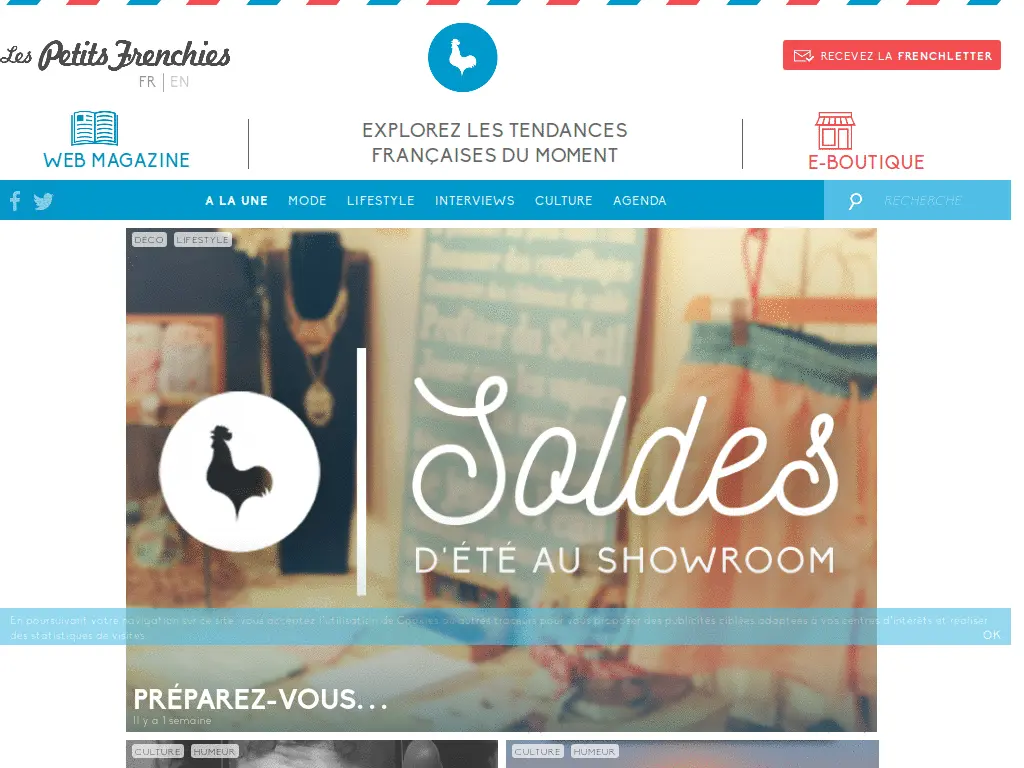 Les Petits Frenchies
FR | EN
RECEVEZ LA FRENCHLETTER
WEB MAGAZINE
EXPLOREZ LES TENDANCES
FRANÇAISES DU MOMENT
E-BOUTIQUE
A LA UNE MODE LIFESTYLE INTERVIEWS CULTURE AGENDA
RECHERCHE...
DECO LIFESTYLE
Profiter du Soleil
Soldes
D'ÉTÉ AU SHOWROOM
En poursuivant votre navigation sur ce site, vous acceptez l'utilisation de Cookies ou autres traceurs pour vous proposer des publicités ciblées adaptées à vos centres d'intérêts et réaliser
des statistiques de visites.
OK
PRÉPAREZ-VOUS...
Il y a 1 semaine
CULTURE HUMEUR
CULTURE HUMEUR